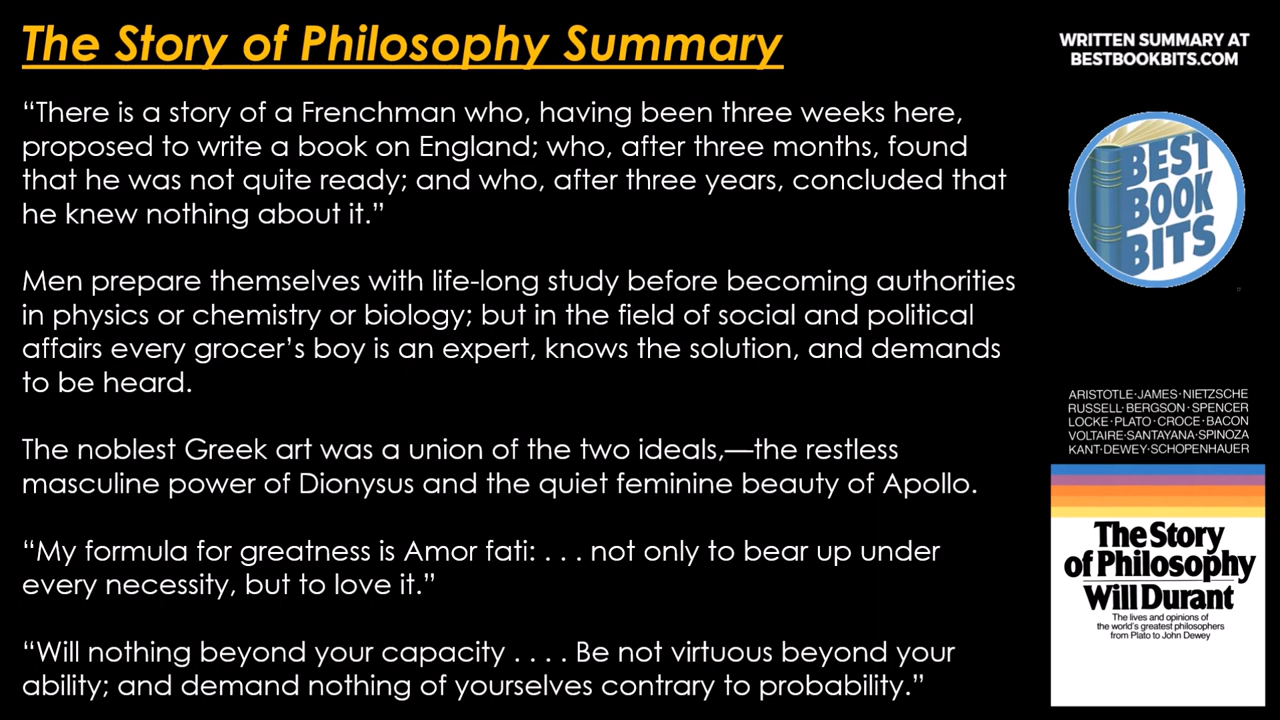 The Story of Philosophy Summary
“There is a story of a Frenchman who, having been three weeks here,
proposed to write a book on England; who, after three months, found
that he was not quite ready; and who, after three years, concluded that
he knew nothing about it.”
Men prepare themselves with life-long study before becoming authorities
in physics or chemistry or biology; but in the field of social and political
affairs every grocer’s boy is an expert, knows the solution, and demands
to be heard.
The noblest Greek art was a union of the two ideals,—the restless
masculine power of Dionysus and the quiet feminine beauty of Apollo.
“My formula for greatness is Amor fati: . . . not only to bear up under
every necessity, but to love it.”
“Will nothing beyond your capacity . . . . Be not virtuous beyond your
ability; and demand nothing of yourselves contrary to probability.”
WRITTEN SUMMARY AT
BESTBOOKBITS.COM
BEST
BOOK
BITS
ARISTOTLE·JAMES·NIETZSCHE
RUSSELL·BERGSON·SPENCER
LOCKE·PLATO·CROCE·BACON
VOLTAIRE·SANTAYANA·SPINOZA
KANT·DEWEY·SCHOPENHAUER
The Story
of Philosophy
Will Durant
The lives and opinions of
the world's greatest philosophers
from Plato to John Dewey